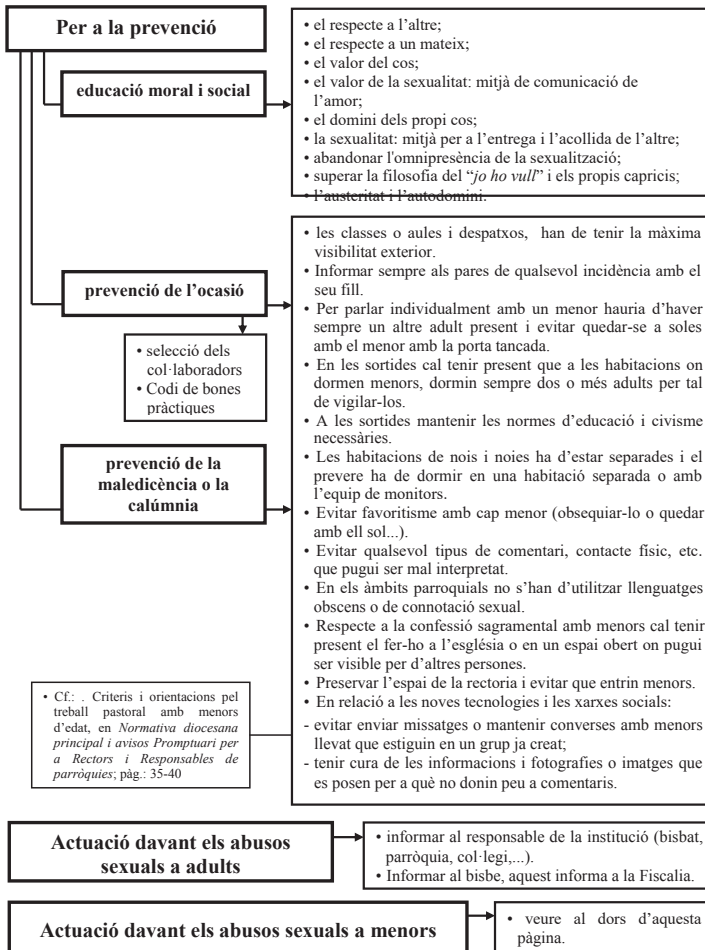 Per a la prevenció
educació moral i social
• el respecte a l'altre;
• el respecte a un mateix;
• el valor del cos;
• el valor de la sexualitat: mitjà de comunicació de
l'amor;
• el domini dels propi cos;
• la sexualitat: mitjà per a l'entrega i l'acollida de l'altre;
• abandonar l'omnipresència de la sexualització;
• superar la filosofia del “jo ho vull” i els propis capricis;
• l'austeritat i l'autodomini.
prevenció de l'ocasió
• selecció dels
col·laboradors
• Codi de bones
pràctiques
prevenció de la
maledicència o la
calúmnia
• les classes o aules i despatxos, han de tenir la màxima
visibilitat exterior.
• Informar sempre als pares de qualsevol incidència amb el
seu fill.
• Per parlar individualment amb un menor hauria d'haver
sempre un altre adult present i evitar quedar-se a soles
amb el menor amb la porta tancada.
• En les sortides cal tenir present que a les habitacions on
dormen menors, dormin sempre dos o més adults per tal
de vigilar-los.
• A les sortides mantenir les normes d'educació i civisme
necessàries.
• Les habitacions de nois i noies ha d'estar separades i el
prevere ha de dormir en una habitació separada o amb
l'equip de monitors.
• Evitar favoritisme amb cap menor (obsequiar-lo o quedar
amb ell sol...).
• Evitar qualsevol tipus de comentari, contacte físic, etc.
que pugui ser mal interpretat.
• En els àmbits parroquials no s'han d'utilitzar llenguatges
obscens o de connotació sexual.
• Respecte a la confessió sagramental amb menors cal tenir
present el fer-ho a l'església o en un espai obert on pugui
ser visible per d'altres persones.
• Preservar l'espai de la rectoria i evitar que entrin menors.
• En relació a les noves tecnologies i les xarxes socials:
- evitar enviar missatges o mantenir converses amb menors
llevat que estiguin en un grup ja creat;
- tenir cura de les informacions i fotografies o imatges que
es posen per a què no donin peu a comentaris.
• Cf.: . Criteris i orientacions pel
treball pastoral amb menors
d'edat, en Normativa diocesana
principal i avisos Promptuari per
a Rectors i Responsables de
parròquies; pàg.: 35-40
Actuació davant els abusos
sexuals a adults
• informar al responsable de la institució (bisbat,
parròquia, col·legi,...).
• Informar al bisbe, aquest informa a la Fiscalia.
Actuació davant els abusos sexuals a menors
• veure al dors d'aquesta
pàgina.